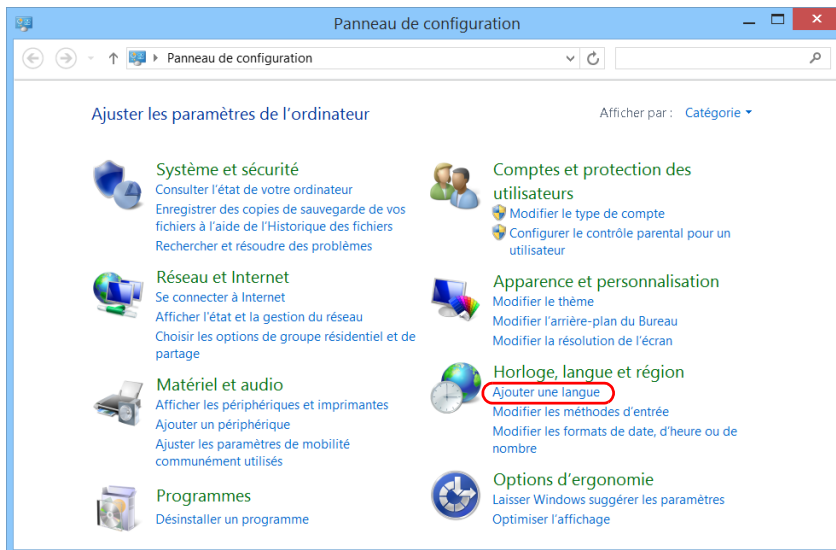 Panneau de configuration
Panneau de configuration
Ajuster les paramètres de l'ordinateur
Afficher par : Catégorie
Système et sécurité
Consulter l'état de votre ordinateur
Enregistrer des copies de sauvegarde de vos
fichiers à l'aide de l'Historique des fichiers
Rechercher et résoudre des problèmes
Réseau et Internet
Se connecter à Internet
Afficher l'état et la gestion du réseau
Choisir les options de groupe résidentiel et de
partage
Matériel et audio
Afficher les périphériques et imprimantes
Ajouter un périphérique
Ajuster les paramètres de mobilité
communément utilisés
Programmes
Désinstaller un programme
Comptes et protection des
utilisateurs
Modifier le type de compte
Configurer le contrôle parental pour un
utilisateur
Apparence et personnalisation
Modifier le thème
Modifier l'arrière-plan du Bureau
Modifier la résolution de l'écran
Horloge, langue et région
Ajouter une langue
Modifier les méthodes d'entrée
Modifier les formats de date, d'heure ou de
nombre
Options d'ergonomie
Laisser Windows suggérer les paramètres
Optimiser l'affichage